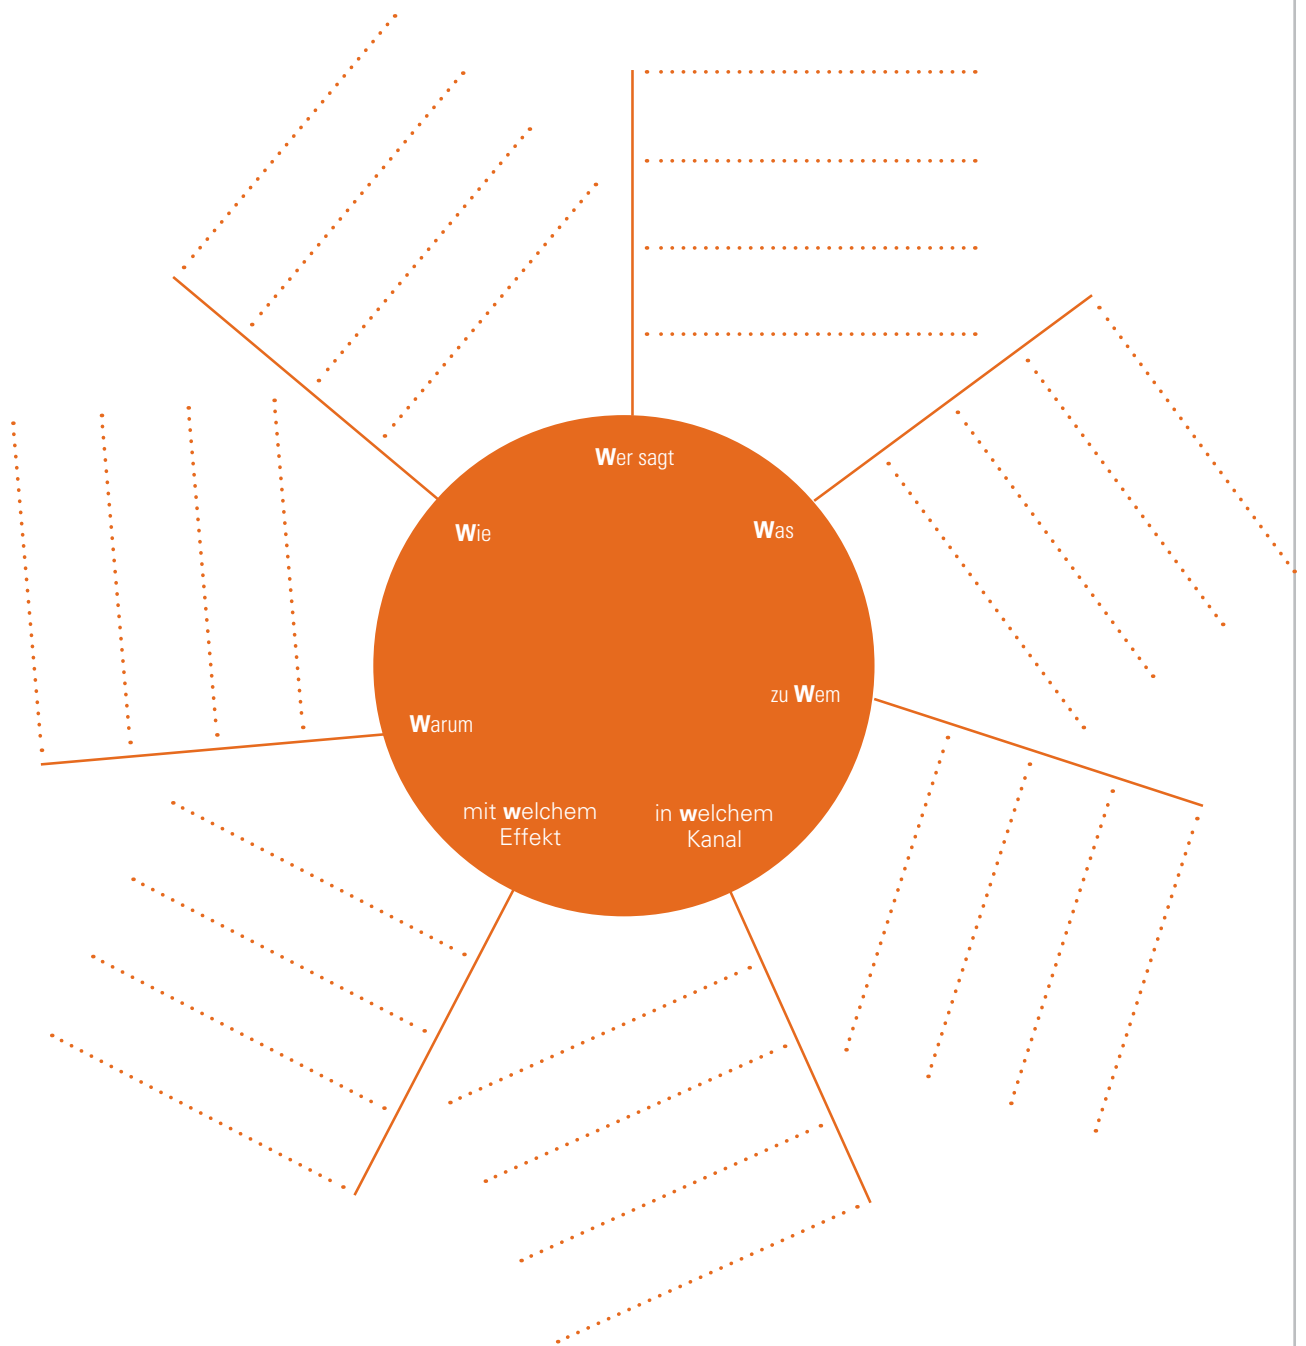 Wer sagt
Was
zu Wem
in welchem
Kanal
mit welchem
Effekt
Warum
Wie